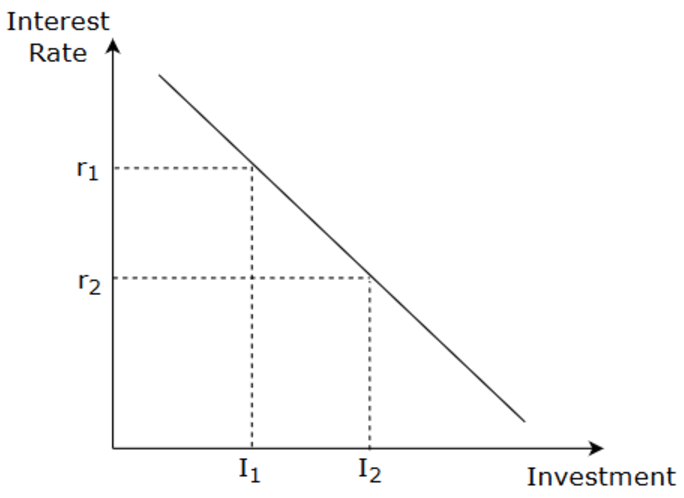 Interest
Rate
r₁
r₂
I₁
I₂
Investment